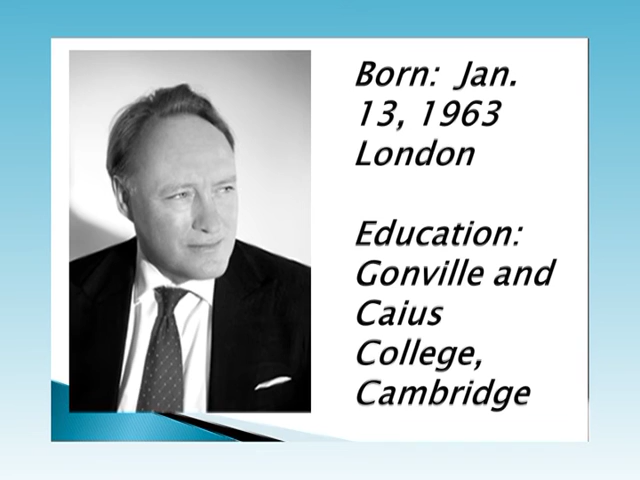 Born: Jan.
13, 1963
London
Education:
Gonville and
Caius
College,
Cambridge